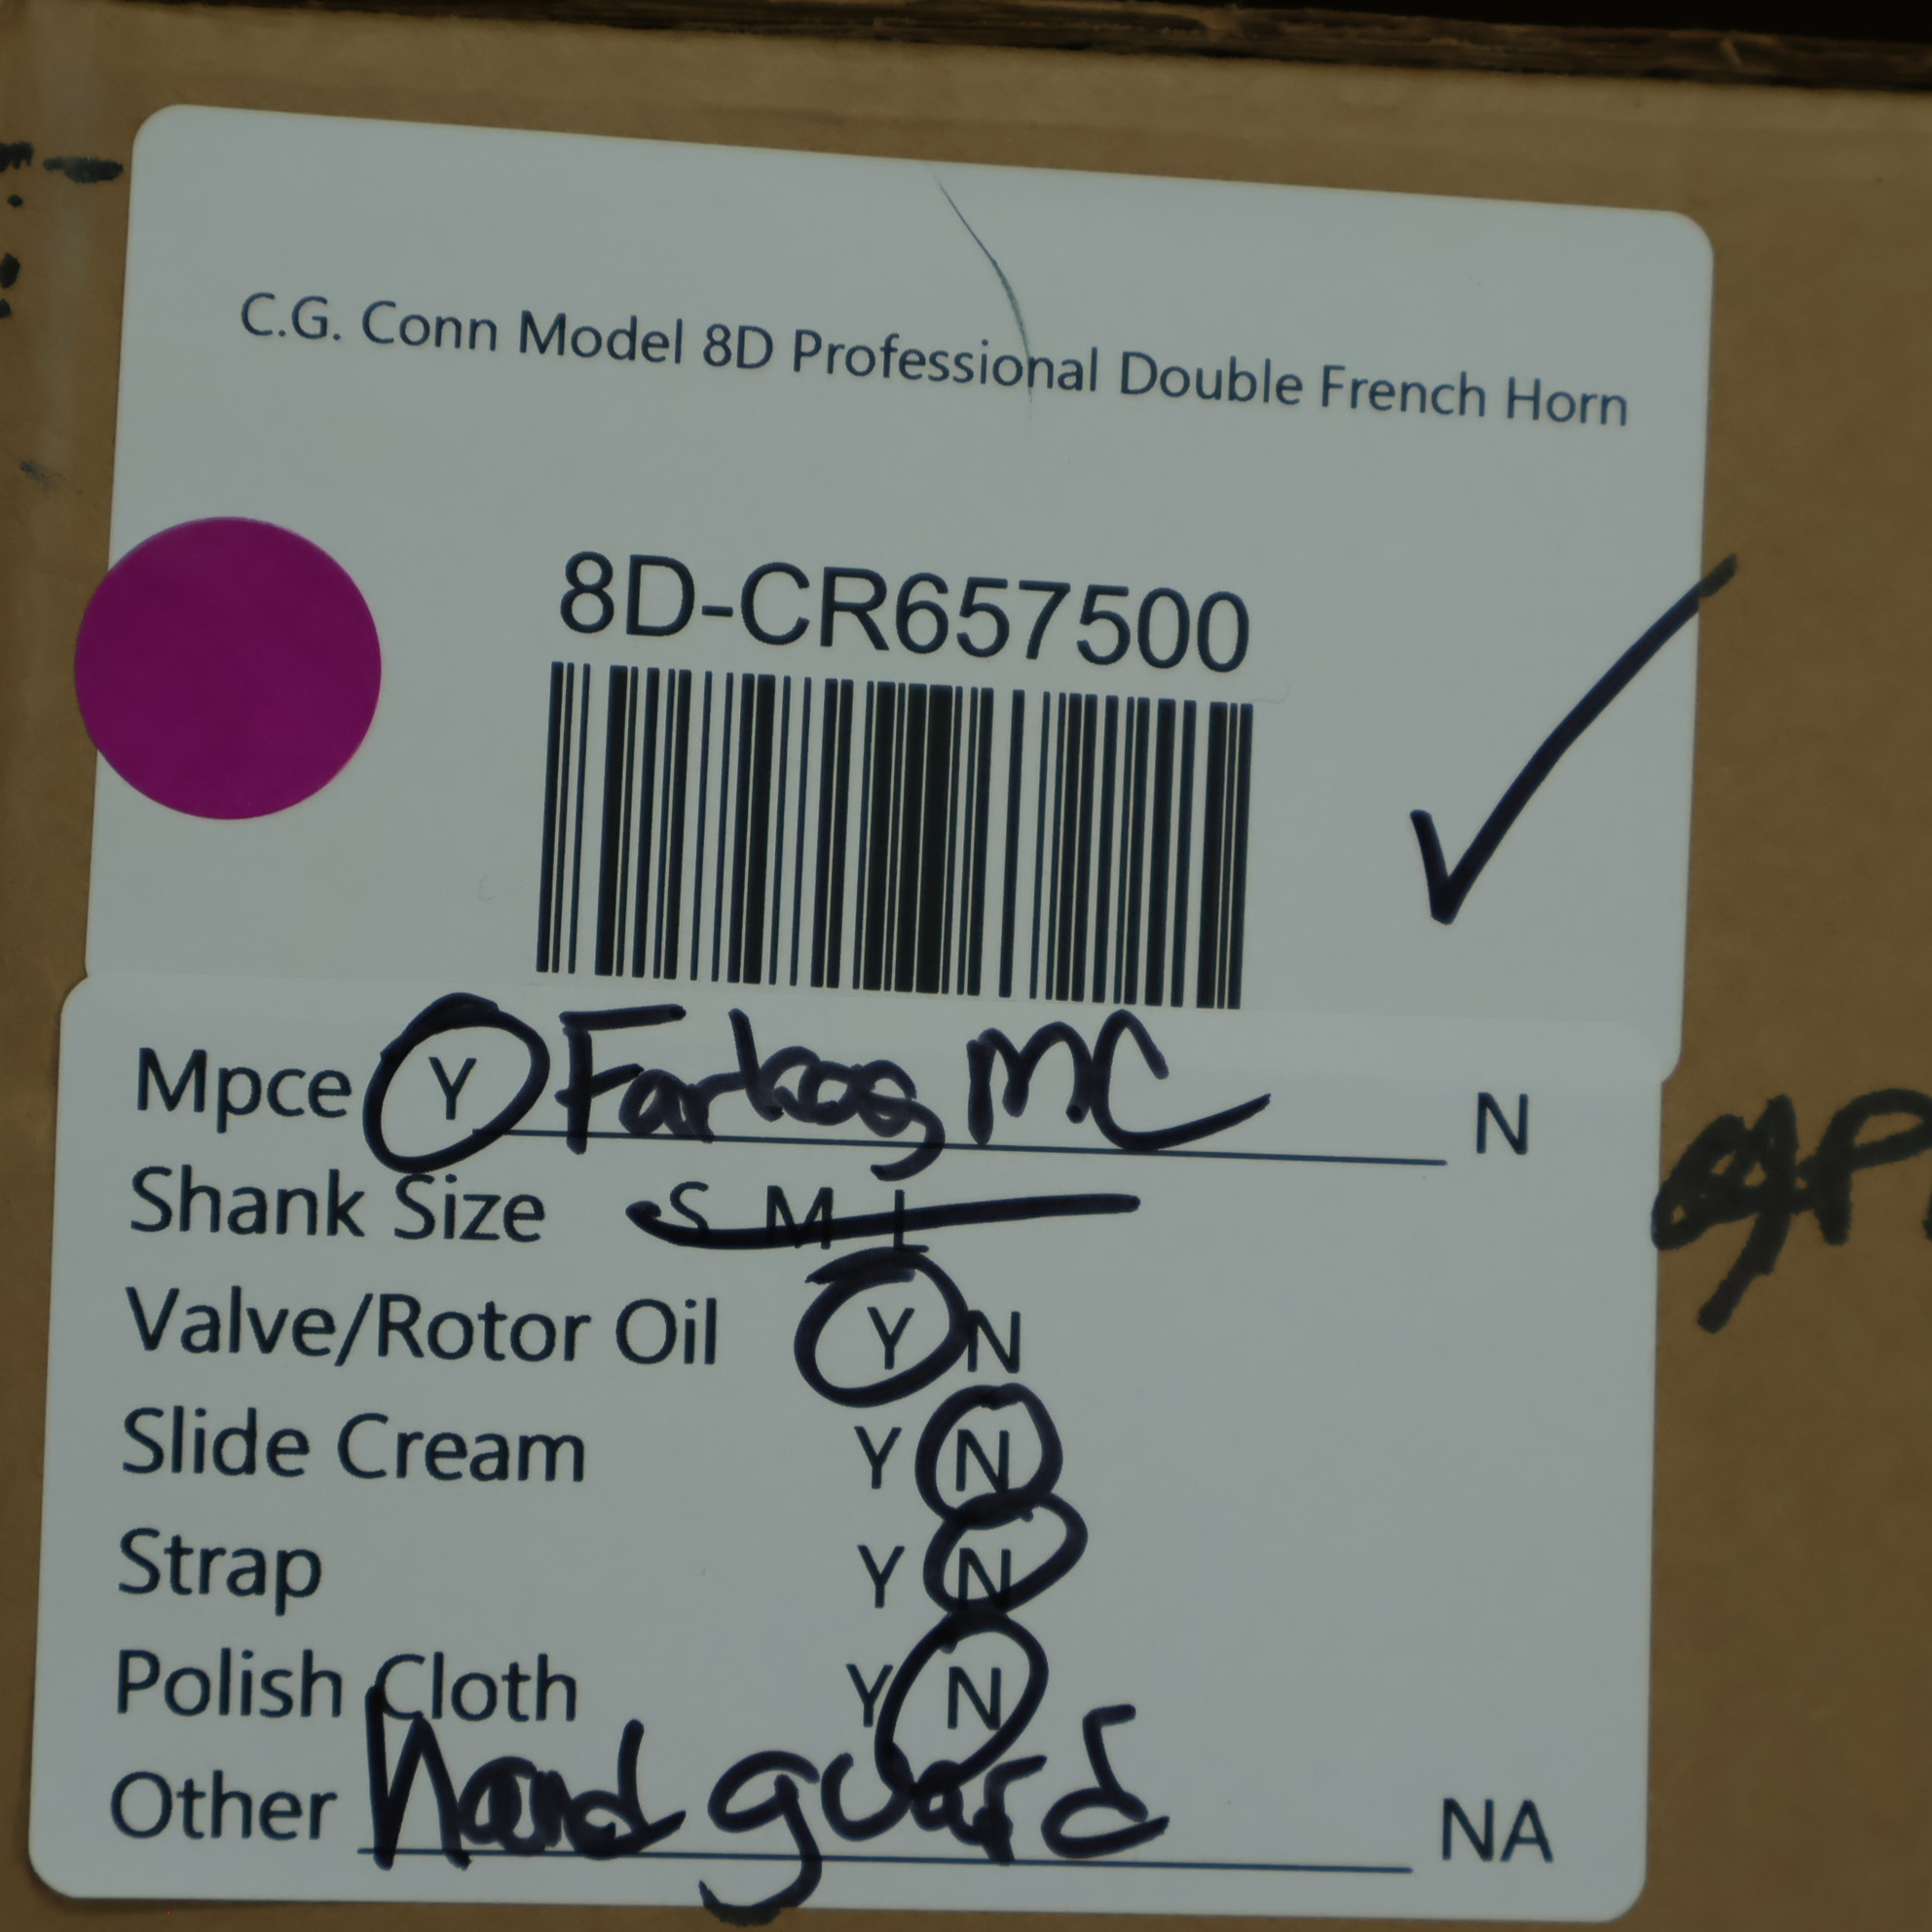 C.G. Conn Model 8D Professional Double French Horn
8D-CR657500
Mpce Y Farkas MC N
Shank Size S M L
Valve/Rotor Oil Y N
Slide Cream Y N
Strap Y N
Polish Cloth Y N
Other hand guard NA